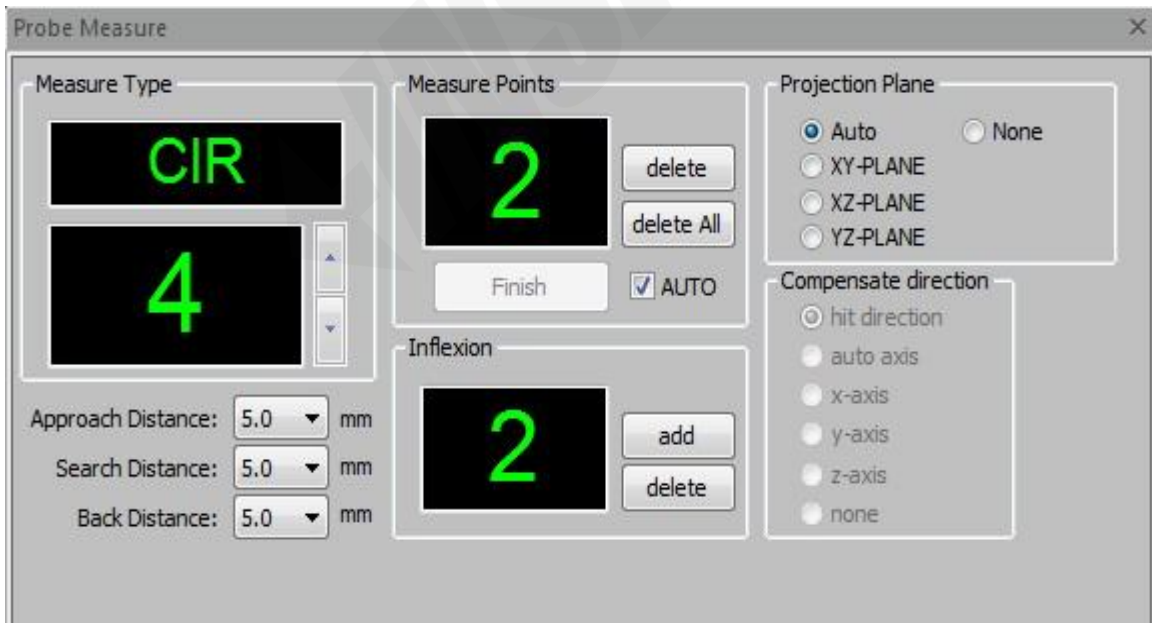 Probe Measure
Measure Type
CIR
4
Approach Distance: 5.0 mm
Search Distance: 5.0 mm
Back Distance: 5.0 mm
Measure Points
2
delete
delete All
Finish
AUTO
Inflexion
2
add
delete
Projection Plane
Auto None
XY-PLANE
XZ-PLANE
YZ-PLANE
Compensate direction
hit direction
auto axis
x-axis
y-axis
z-axis
none